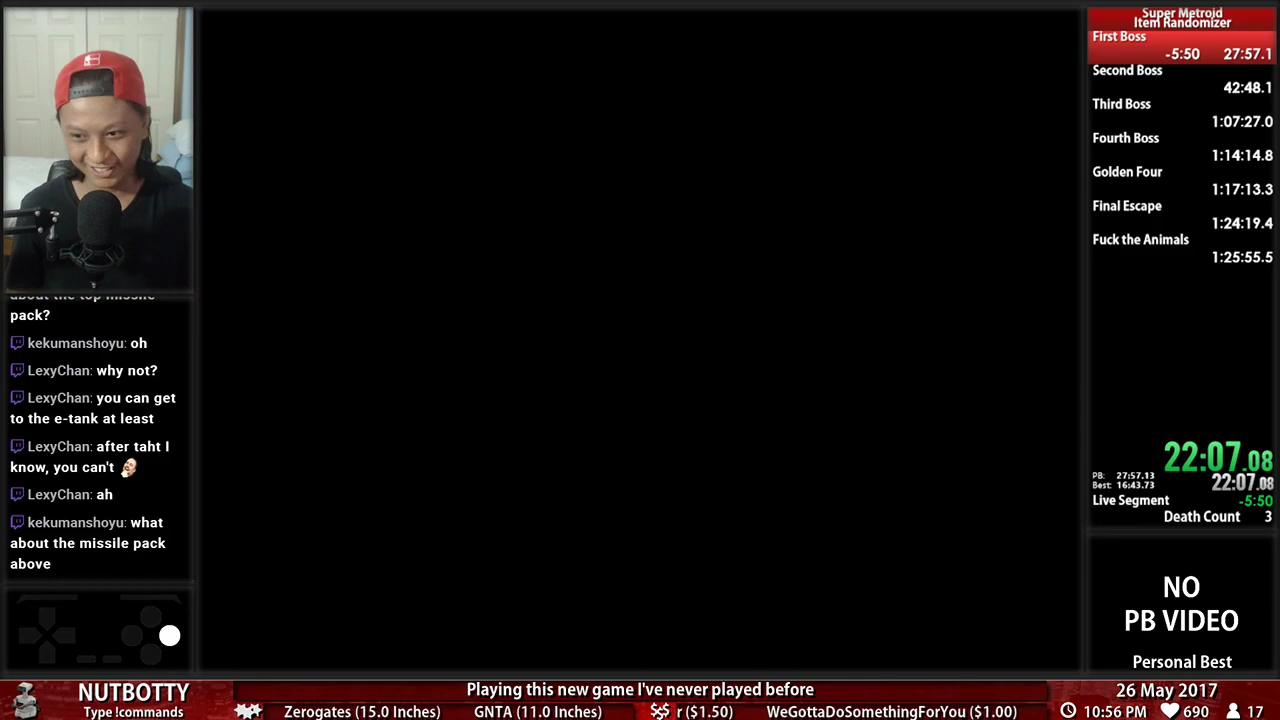 Super Metroid
Item Randomizer
First Boss
-5:50 27:57.1
Second Boss
42:48.1
Third Boss
1:07:27.0
Fourth Boss
1:14:14.8
Golden Four
1:17:13.3
Final Escape
1:24:19.4
Fuck the Animals
1:25:55.5
about the top missile
pack?
kekumanshoyu: oh
LexyChan: why not?
LexyChan: you can get
to the e-tank at least
LexyChan: after taht I
know, you can't
LexyChan: ah
kekumanshoyu: what
about the missile pack
above
22:07.08
PB: 27:57.13
Best: 16:43.73
22:07.08
Live Segment -5:50
Death Count 3
NO
PB VIDEO
Personal Best
NUTBOTTY
Type !commands
Playing this new game I've never played before
Zerogates (15.0 Inches) GNTA (11.0 Inches) $$ r ($1.50) WeGottaDoSomethingForYou ($1.00)
26 May 2017
10:56 PM 690 17